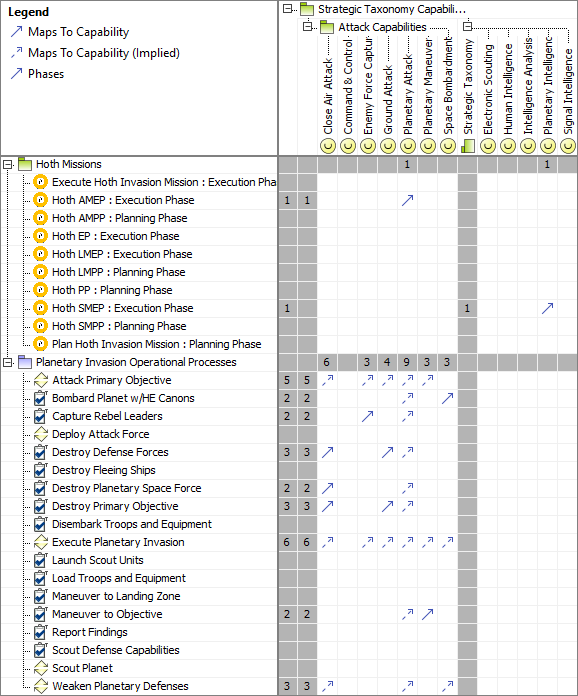 Legend
Maps To Capability
Maps To Capability (Implied)
Phases
Strategic Taxonomy Capabili...
Attack Capabilities
Close Air Attack
Command & Control
Enemy Force Captur
Ground Attack
Planetary Attack
Planetary Maneuver
Space Bombardment
Strategic Taxonomy
Electronic Scouting
Human Intelligence
Intelligence Analysis
Planetary Intelligenc
Signal Intelligence
Hoth Missions 1 1
Execute Hoth Invasion Mission : Execution Pha
Hoth AMEP : Execution Phase 1 1
Hoth AMPP : Planning Phase
Hoth EP : Execution Phase
Hoth LMEP : Execution Phase
Hoth LMPP : Planning Phase
Hoth PP : Planning Phase
Hoth SMEP : Execution Phase 1 1
Hoth SMPP : Planning Phase
Plan Hoth Invasion Mission : Planning Phase
Planetary Invasion Operational Processes 6 3 4 9 3 3
Attack Primary Objective 5 5
Bombard Planet w/HE Canons 2 2
Capture Rebel Leaders 2 2
Deploy Attack Force
Destroy Defense Forces 3 3
Destroy Fleeing Ships
Destroy Planetary Space Force 2 2
Destroy Primary Objective 3 3
Disembark Troops and Equipment
Execute Planetary Invasion 6 6
Launch Scout Units
Load Troops and Equipment
Maneuver to Landing Zone
Maneuver to Objective 2 2
Report Findings
Scout Defense Capabilities
Scout Planet
Weaken Planetary Defenses 3 3